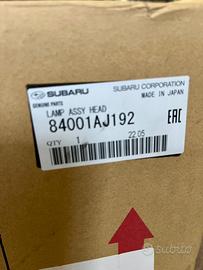 SUBARU
SUBARU CORPORATION
GENUINE PARTS
MADE IN JAPAN
LAMP ASSY HEAD
84001AJ192
EAC
QTY 1 22.05
subito